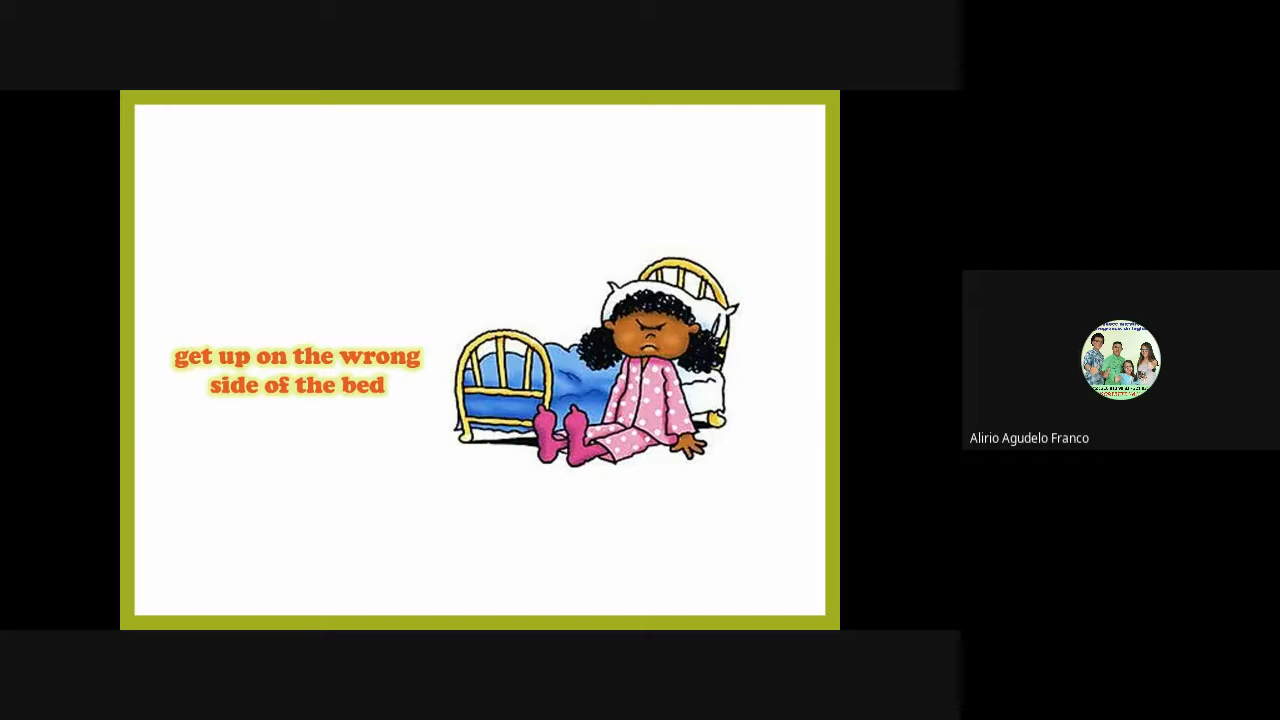 get up on the wrong
side of the bed
Alirio Agudelo Franco